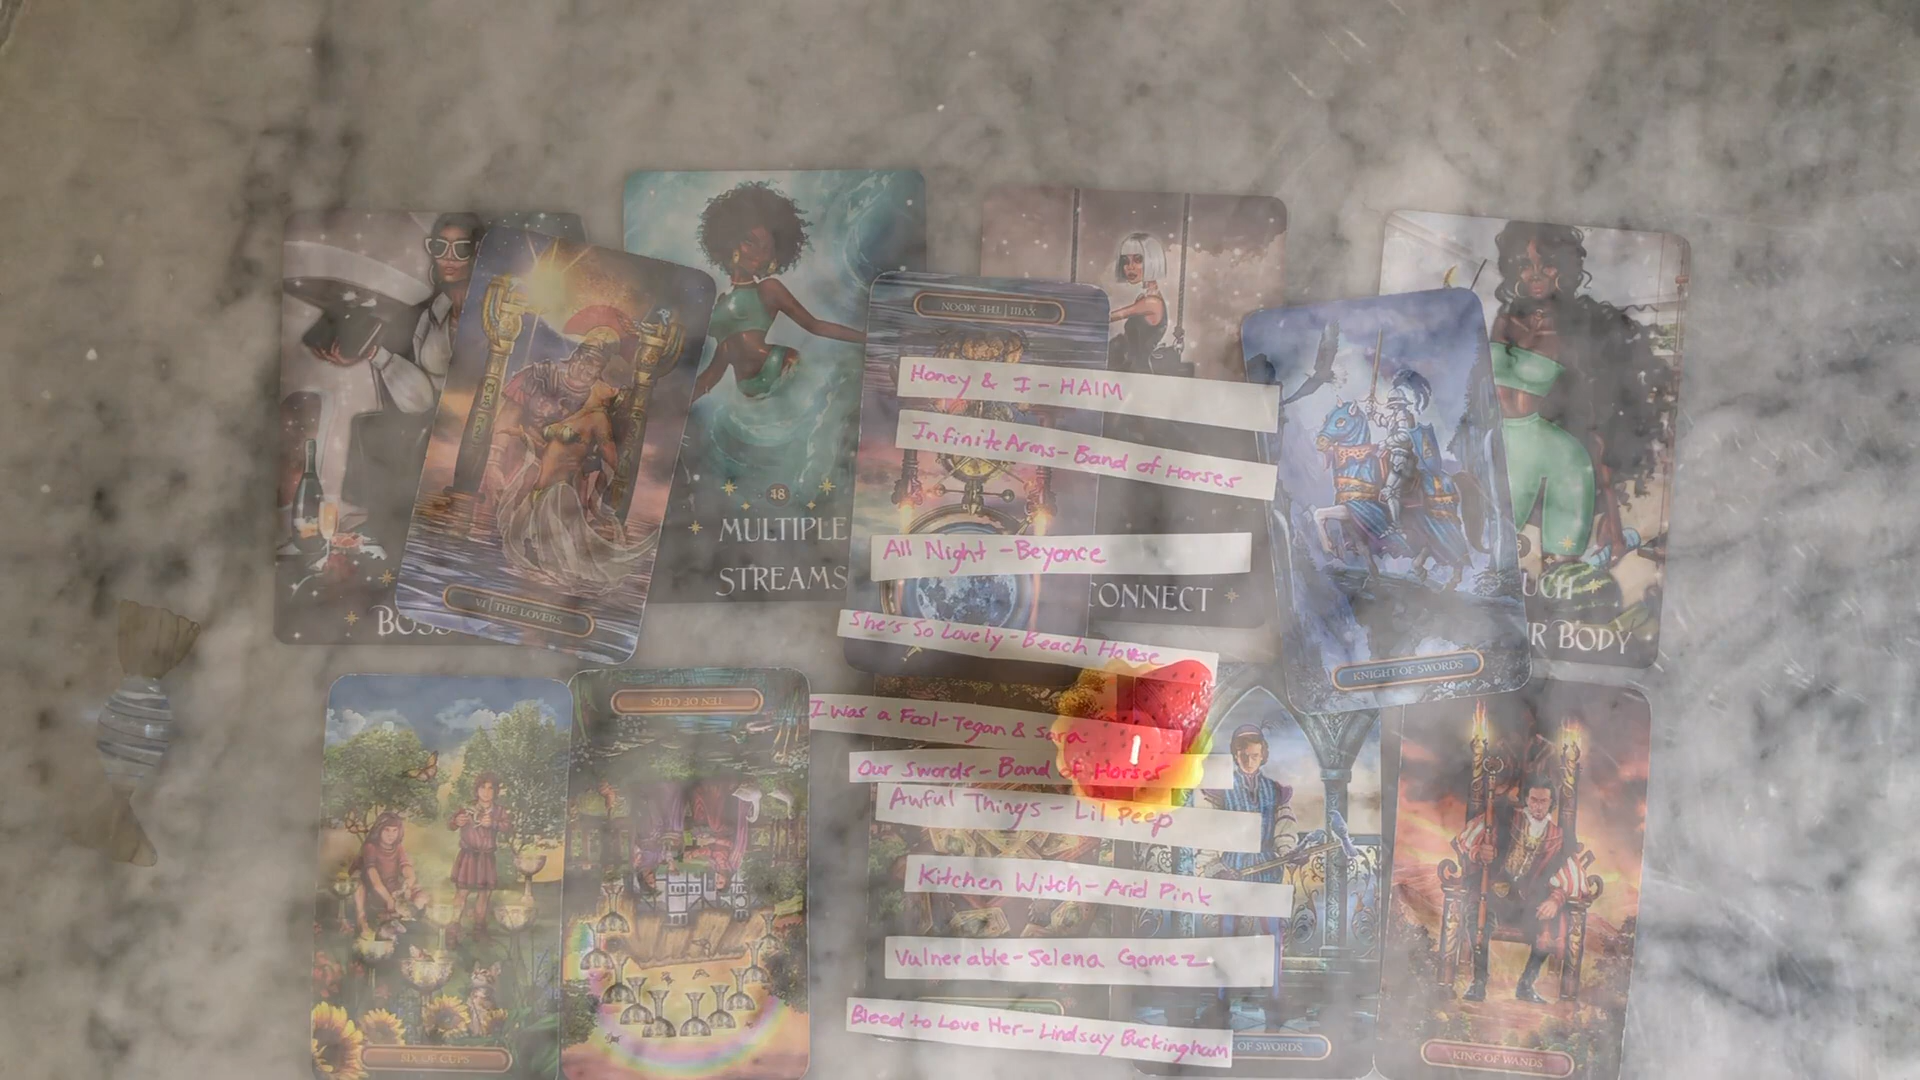 XVIII | THE MOON
Honey & I - HAIM
Infinite Arms - Band of Horses
48
MULTIPLE
STREAMS
All Night - Beyonce
CONNECT
UCH
R BODY
VI | THE LOVERS
BOSS
She's So Lovely - Beach House
KNIGHT OF SWORDS
TEN OF CUPS
I Was a Fool - Tegan & Sara
Our Swords - Band of Horses
Awful Things - Lil Peep
Kitchen Witch - Ariel Pink
Vulnerable - Selena Gomez
Bleed to Love Her - Lindsay Buckingham
SIX OF CUPS
OF SWORDS
KING OF WANDS